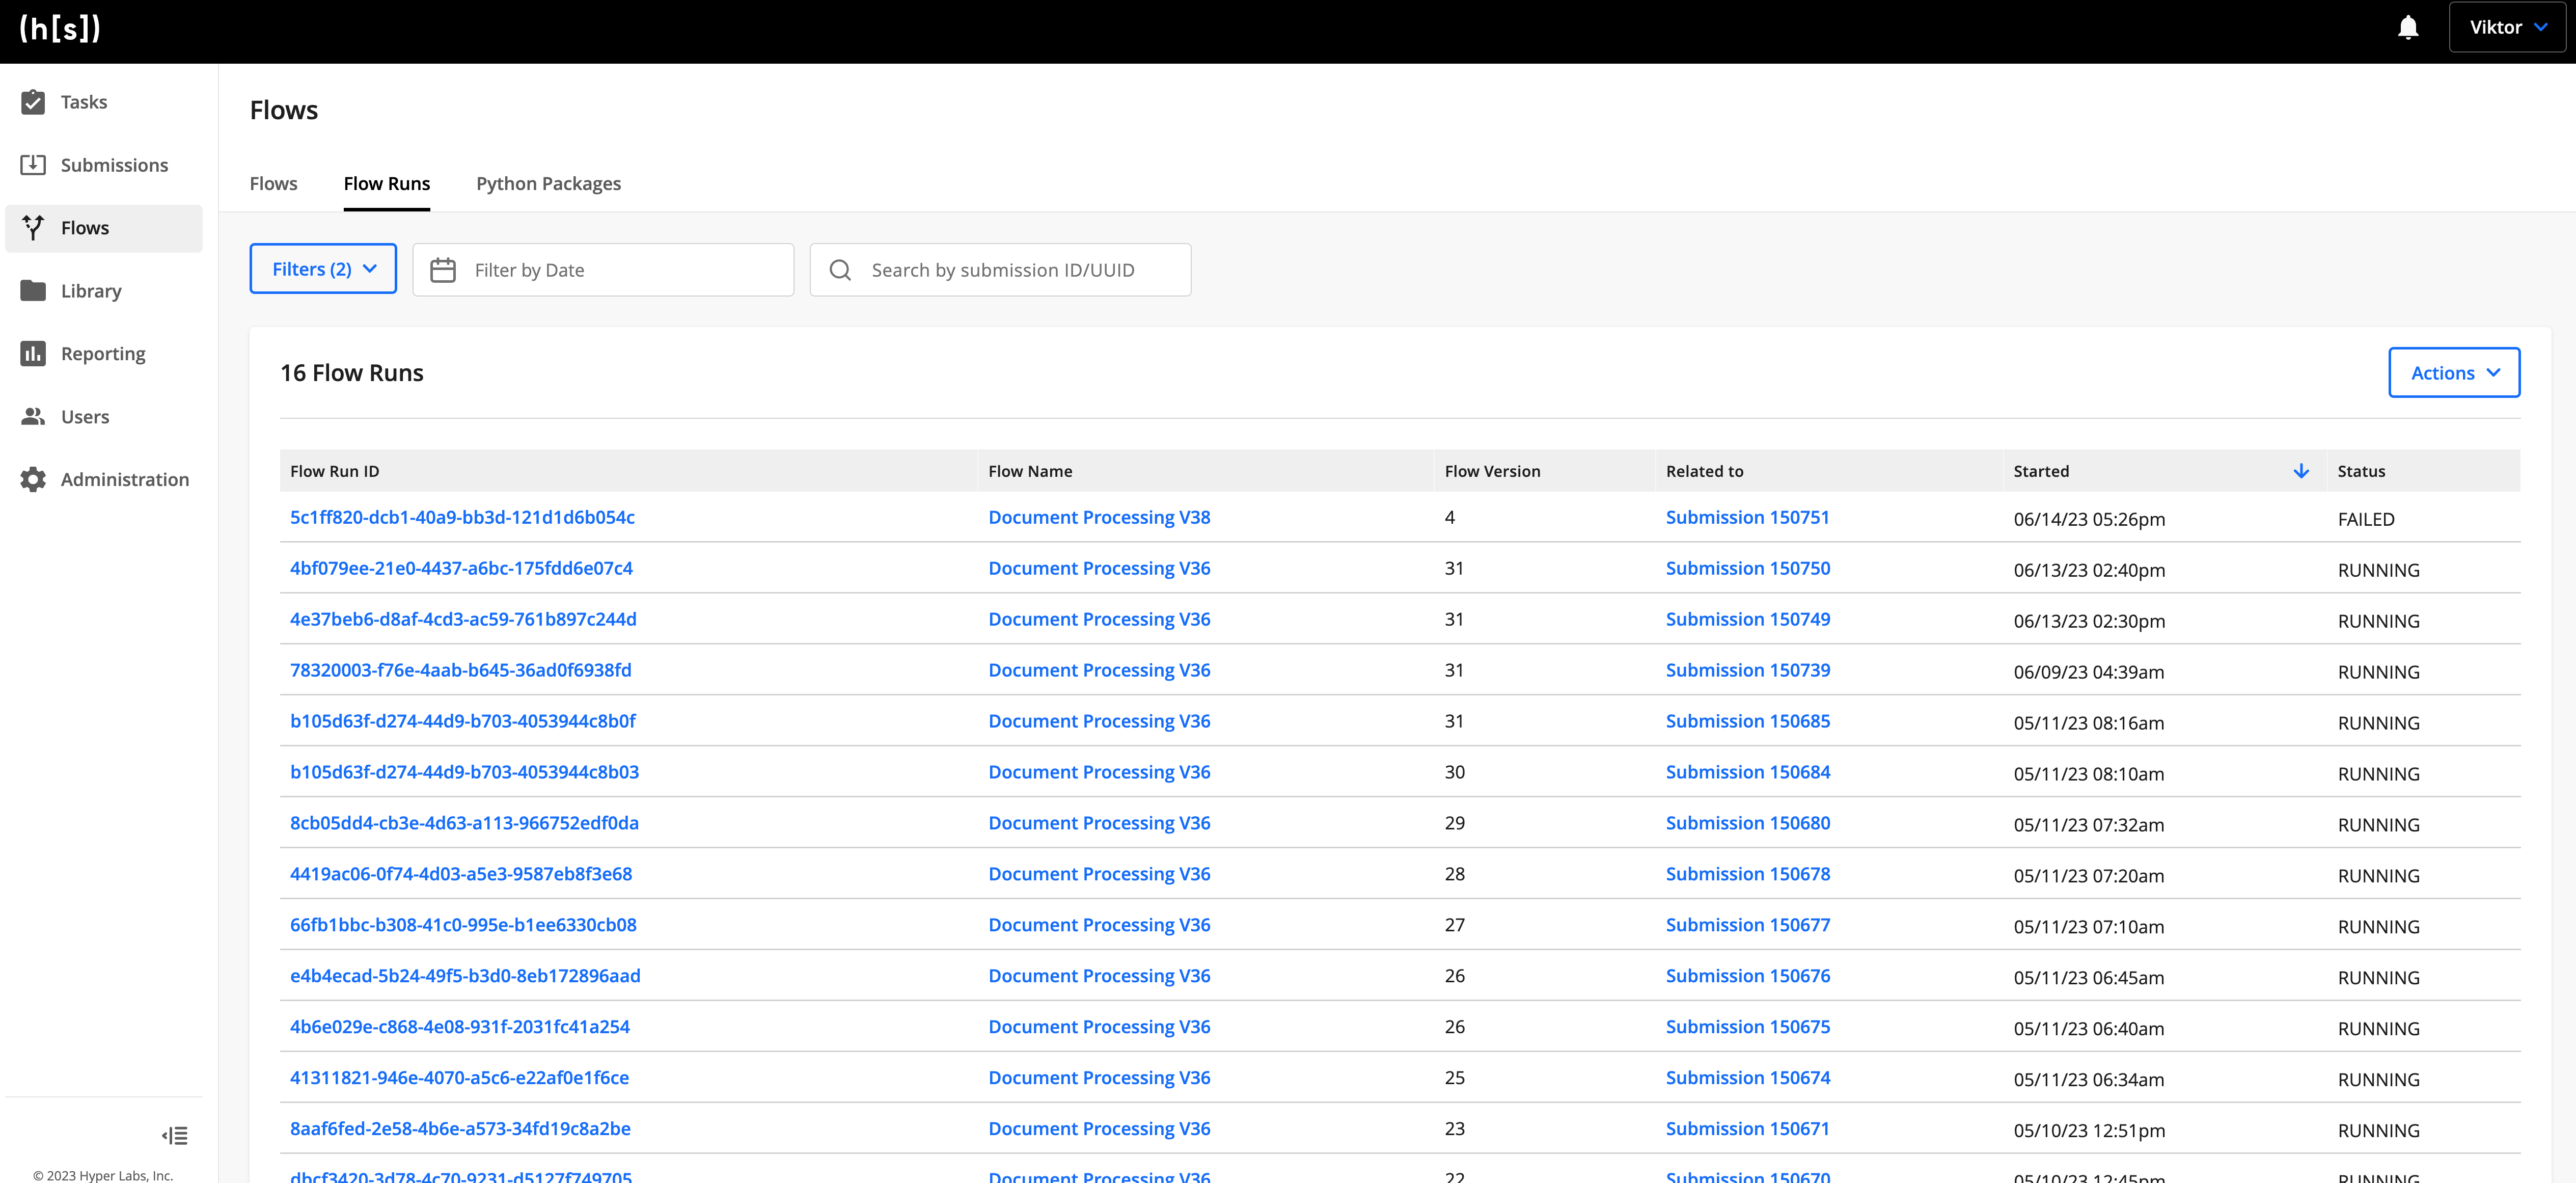 (h[s])
Viktor
Tasks
Submissions
Flows
Library
Reporting
Users
Administration
© 2023 Hyper Labs, Inc.
Flows
Flows Flow Runs Python Packages
Filters (2) Filter by Date Search by submission ID/UUID
16 Flow Runs Actions
Flow Run ID Flow Name Flow Version Related to Started Status
5c1ff820-dcb1-40a9-bb3d-121d1d6b054c Document Processing V38 4 Submission 150751 06/14/23 05:26pm FAILED
4bf079ee-21e0-4437-a6bc-175fdd6e07c4 Document Processing V36 31 Submission 150750 06/13/23 02:40pm RUNNING
4e37beb6-d8af-4cd3-ac59-761b897c244d Document Processing V36 31 Submission 150749 06/13/23 02:30pm RUNNING
78320003-f76e-4aab-b645-36ad0f6938fd Document Processing V36 31 Submission 150739 06/09/23 04:39am RUNNING
b105d63f-d274-44d9-b703-4053944c8b0f Document Processing V36 31 Submission 150685 05/11/23 08:16am RUNNING
b105d63f-d274-44d9-b703-4053944c8b03 Document Processing V36 30 Submission 150684 05/11/23 08:10am RUNNING
8cb05dd4-cb3e-4d63-a113-966752edf0da Document Processing V36 29 Submission 150680 05/11/23 07:32am RUNNING
4419ac06-0f74-4d03-a5e3-9587eb8f3e68 Document Processing V36 28 Submission 150678 05/11/23 07:20am RUNNING
66fb1bbc-b308-41c0-995e-b1ee6330cb08 Document Processing V36 27 Submission 150677 05/11/23 07:10am RUNNING
e4b4ecad-5b24-49f5-b3d0-8eb172896aad Document Processing V36 26 Submission 150676 05/11/23 06:45am RUNNING
4b6e029e-c868-4e08-931f-2031fc41a254 Document Processing V36 26 Submission 150675 05/11/23 06:40am RUNNING
41311821-946e-4070-a5c6-e22af0e1f6ce Document Processing V36 25 Submission 150674 05/11/23 06:34am RUNNING
8aaf6fed-2e58-4b6e-a573-34fd19c8a2be Document Processing V36 23 Submission 150671 05/10/23 12:51pm RUNNING
dbcf3420-3d78-4c70-9231-d5127f749705 Document Processing V36 22 Submission 150670 05/10/23 12:45pm RUNNING